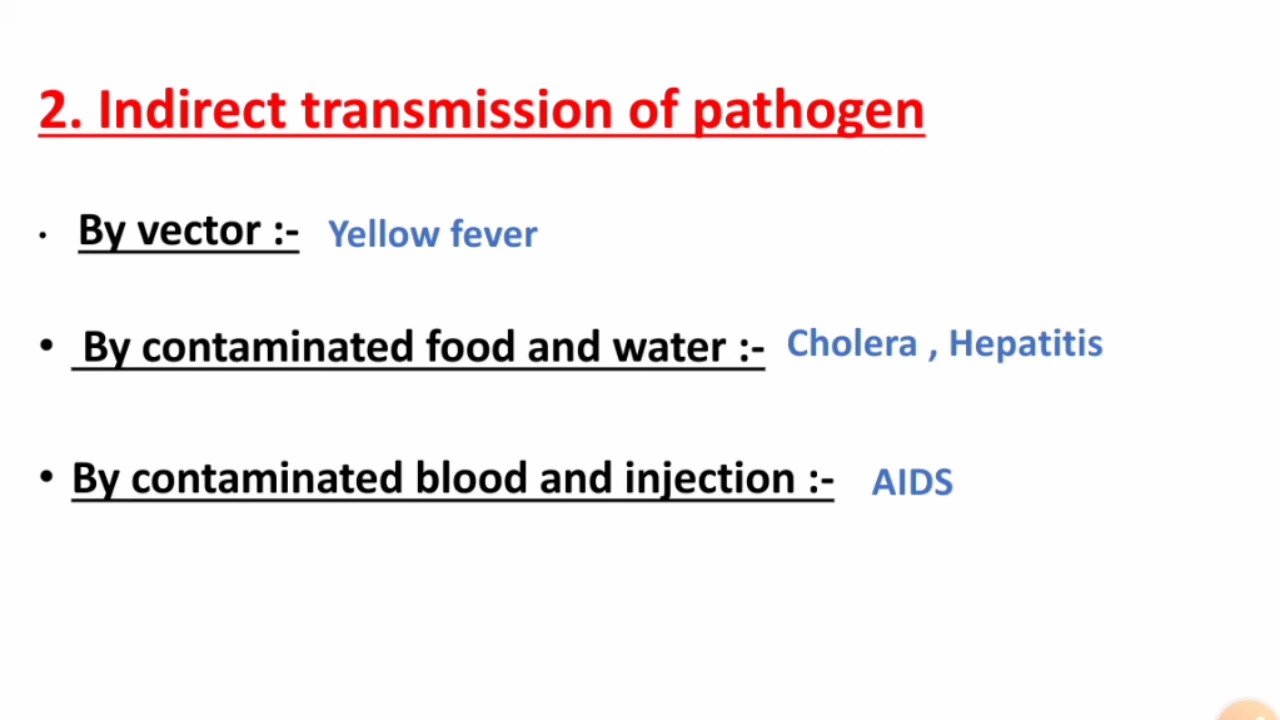 2. Indirect transmission of pathogen
• By vector :- Yellow fever
• By contaminated food and water :- Cholera , Hepatitis
• By contaminated blood and injection :- AIDS